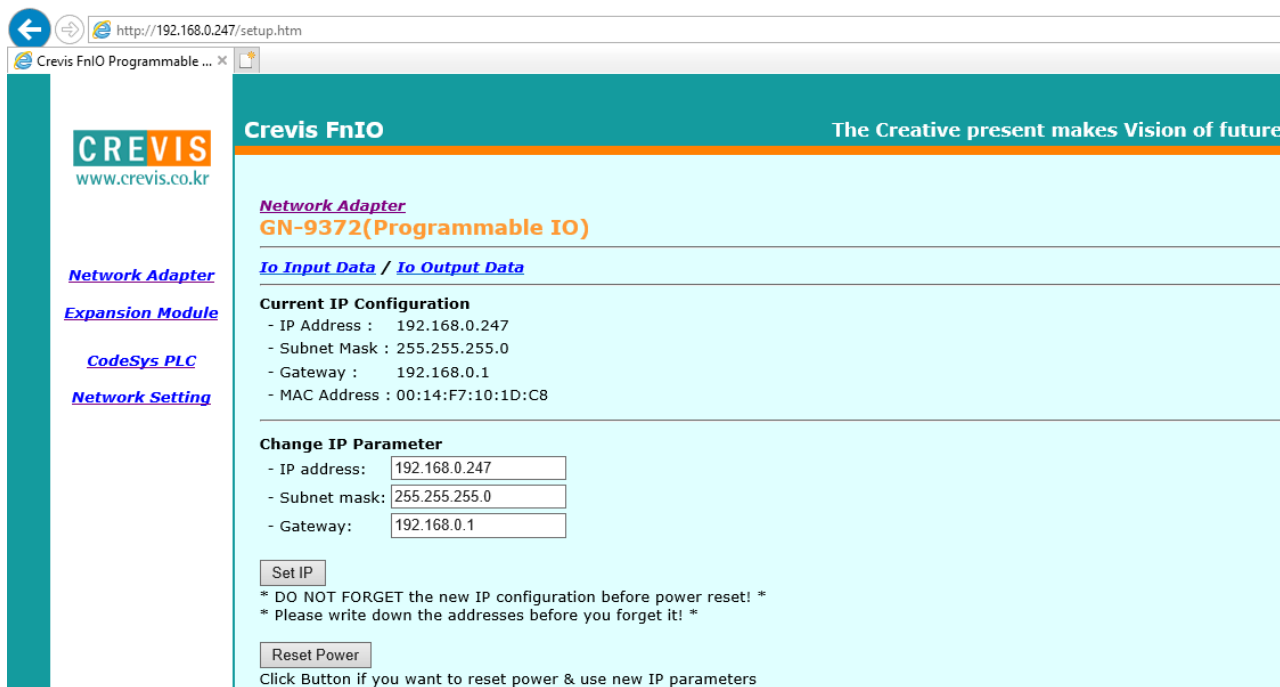 http://192.168.0.247/setup.htm
Crevis FnIO Programmable ...
CREVIS
www.crevis.co.kr
Network Adapter
Expansion Module
CodeSys PLC
Network Setting
Crevis FnIO
The Creative present makes Vision of future
Network Adapter
GN-9372(Programmable IO)
Io Input Data / Io Output Data
Current IP Configuration
- IP Address : 192.168.0.247
- Subnet Mask : 255.255.255.0
- Gateway : 192.168.0.1
- MAC Address : 00:14:F7:10:1D:C8
Change IP Parameter
- IP address: 192.168.0.247
- Subnet mask: 255.255.255.0
- Gateway: 192.168.0.1
Set IP
* DO NOT FORGET the new IP configuration before power reset! *
* Please write down the addresses before you forget it! *
Reset Power
Click Button if you want to reset power & use new IP parameters